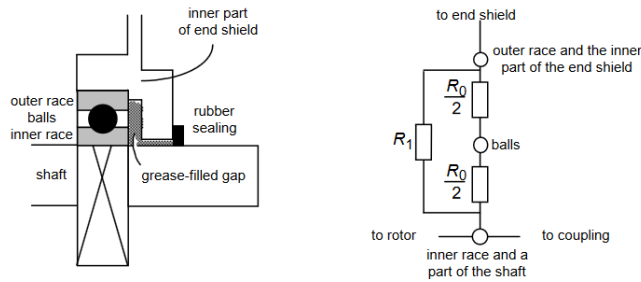 inner part
of end shield
outer race
balls
inner race
rubber
sealing
shaft
grease-filled gap
to end shield
outer race and the inner
part of the end shield
R0
2
R1
balls
R0
2
to rotor
to coupling
inner race and a
part of the shaft